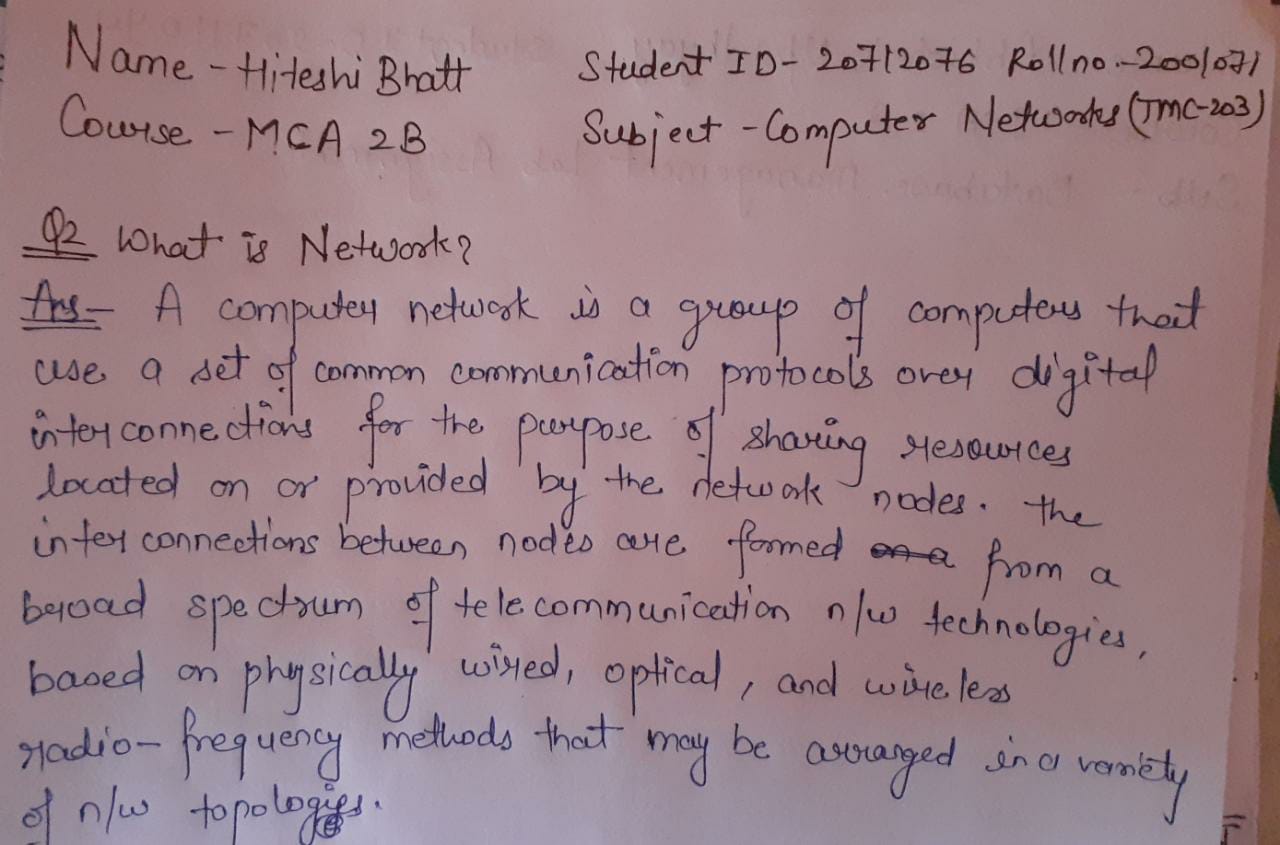 Name - Hiteshi Bhatt Student ID- 20712076 Roll no.-2001071
Course - MCA 2B Subject - Computer Networks (TMC-203)
Q2 What is Network?
Ans- A computer network is a group of computers that
use a set of common communication protocols over digital
interconnections for the purpose of sharing resources
located on or provided by the network nodes. The
interconnections between nodes are formed from a
broad spectrum of telecommunication n/w technologies,
based on physically wired, optical, and wireless
radio-frequency methods that may be arranged in a variety
of n/w topologies.